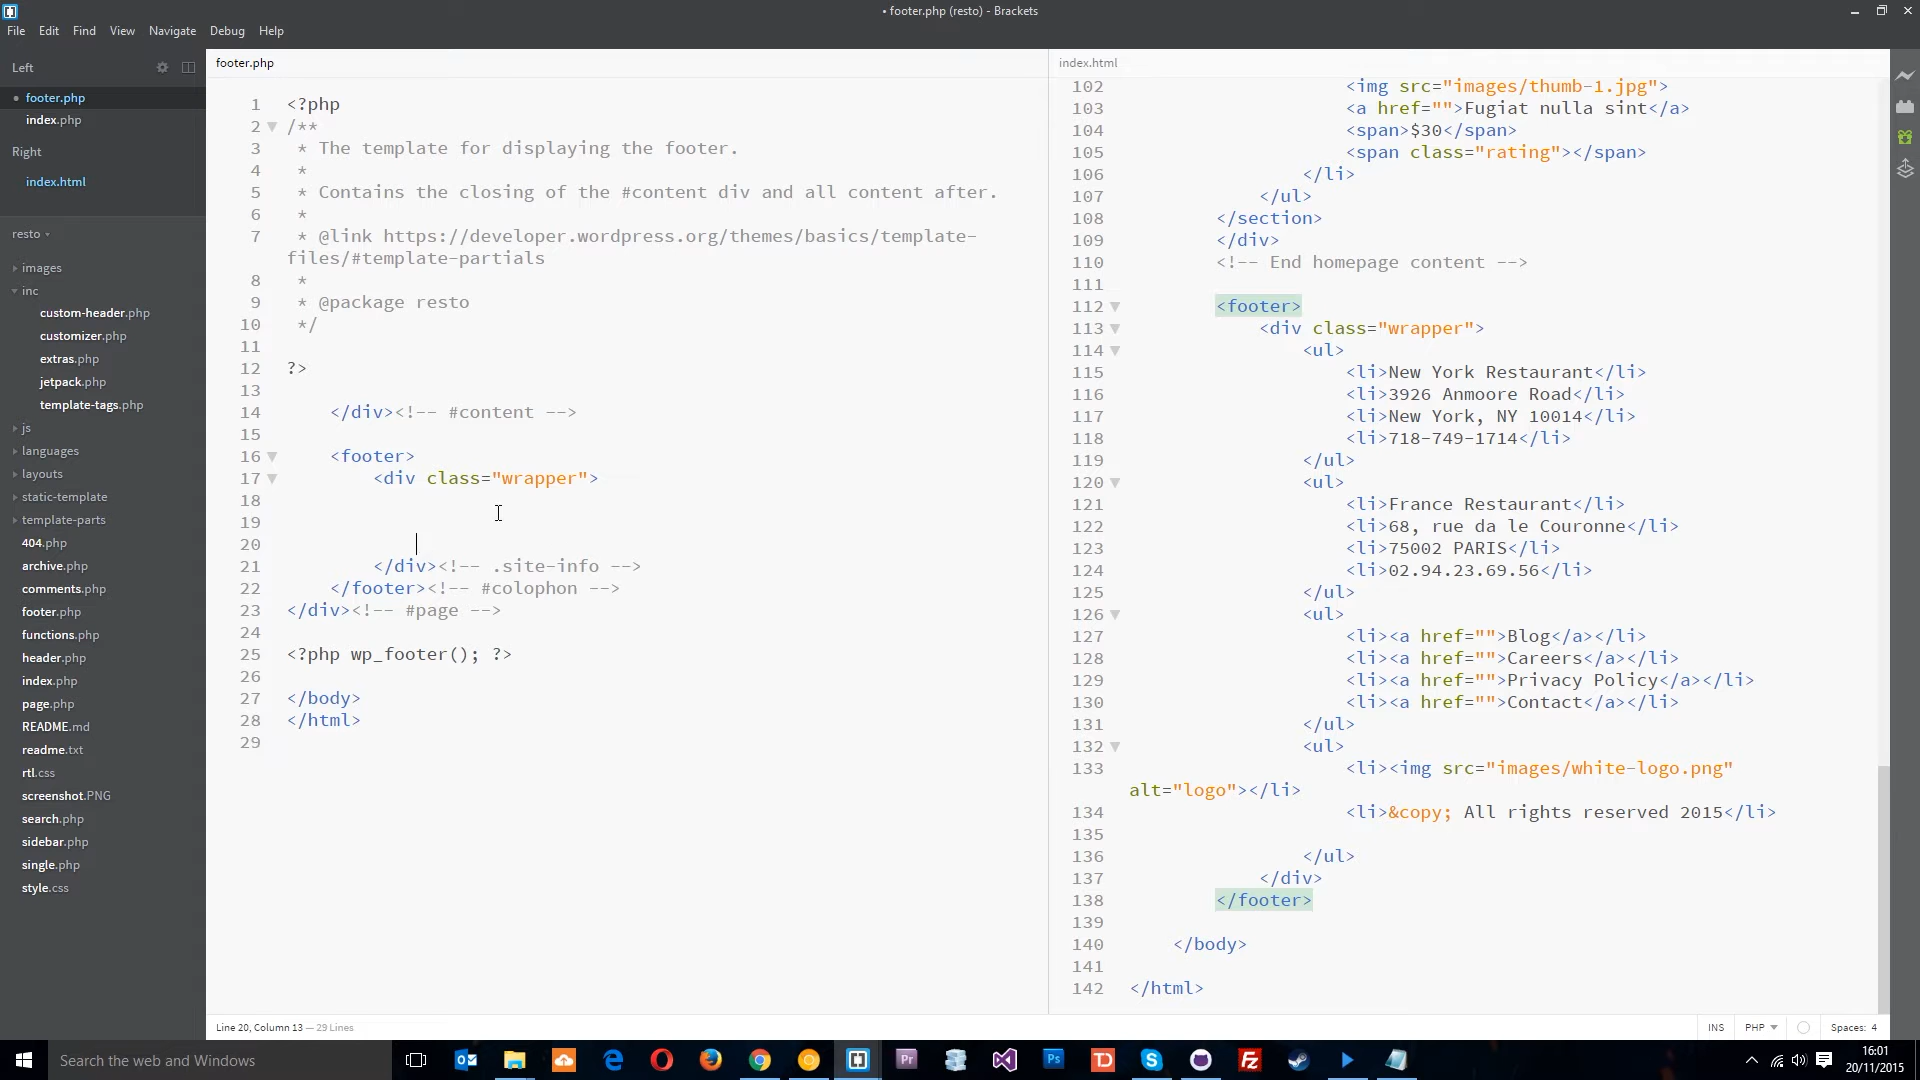 • footer.php (resto) - Brackets
File Edit Find View Navigate Debug Help
Left
footer.php
index.php
Right
index.html
resto
images
inc
custom-header.php
customizer.php
extras.php
jetpack.php
template-tags.php
js
languages
layouts
static-template
template-parts
404.php
archive.php
comments.php
footer.php
functions.php
header.php
index.php
page.php
README.md
readme.txt
rtl.css
screenshot.PNG
search.php
sidebar.php
single.php
style.css
footer.php
1 <?php
2 /**
3 * The template for displaying the footer.
4 *
5 * Contains the closing of the #content div and all content after.
6 *
7 * @link https://developer.wordpress.org/themes/basics/template-
files/#template-partials
8 *
9 * @package resto
10 */
11
12 ?>
13
14 </div><!-- #content -->
15
16 <footer>
17 <div class="wrapper">
18
19
20
21 </div><!-- .site-info -->
22 </footer><!-- #colophon -->
23 </div><!-- #page -->
24
25 <?php wp_footer(); ?>
26
27 </body>
28 </html>
29
index.html
102 <img src="images/thumb-1.jpg">
103 <a href="">Fugiat nulla sint</a>
104 <span>$30</span>
105 <span class="rating"></span>
106 </li>
107 </ul>
108 </section>
109 </div>
110 <!-- End homepage content -->
111
112 <footer>
113 <div class="wrapper">
114 <ul>
115 <li>New York Restaurant</li>
116 <li>3926 Anmoore Road</li>
117 <li>New York, NY 10014</li>
118 <li>718-749-1714</li>
119 </ul>
120 <ul>
121 <li>France Restaurant</li>
122 <li>68, rue da le Couronne</li>
123 <li>75002 PARIS</li>
124 <li>02.94.23.69.56</li>
125 </ul>
126 <ul>
127 <li><a href="">Blog</a></li>
128 <li><a href="">Careers</a></li>
129 <li><a href="">Privacy Policy</a></li>
130 <li><a href="">Contact</a></li>
131 </ul>
132 <ul>
133 <li><img src="images/white-logo.png"
alt="logo"></li>
134 <li>&copy; All rights reserved 2015</li>
135
136 </ul>
137 </div>
138 </footer>
139
140 </body>
141
142 </html>
Line 20, Column 13 — 29 Lines
INS PHP Spaces: 4
Search the web and Windows
Pr
Ps
TD
Fz
16:01
20/11/2015